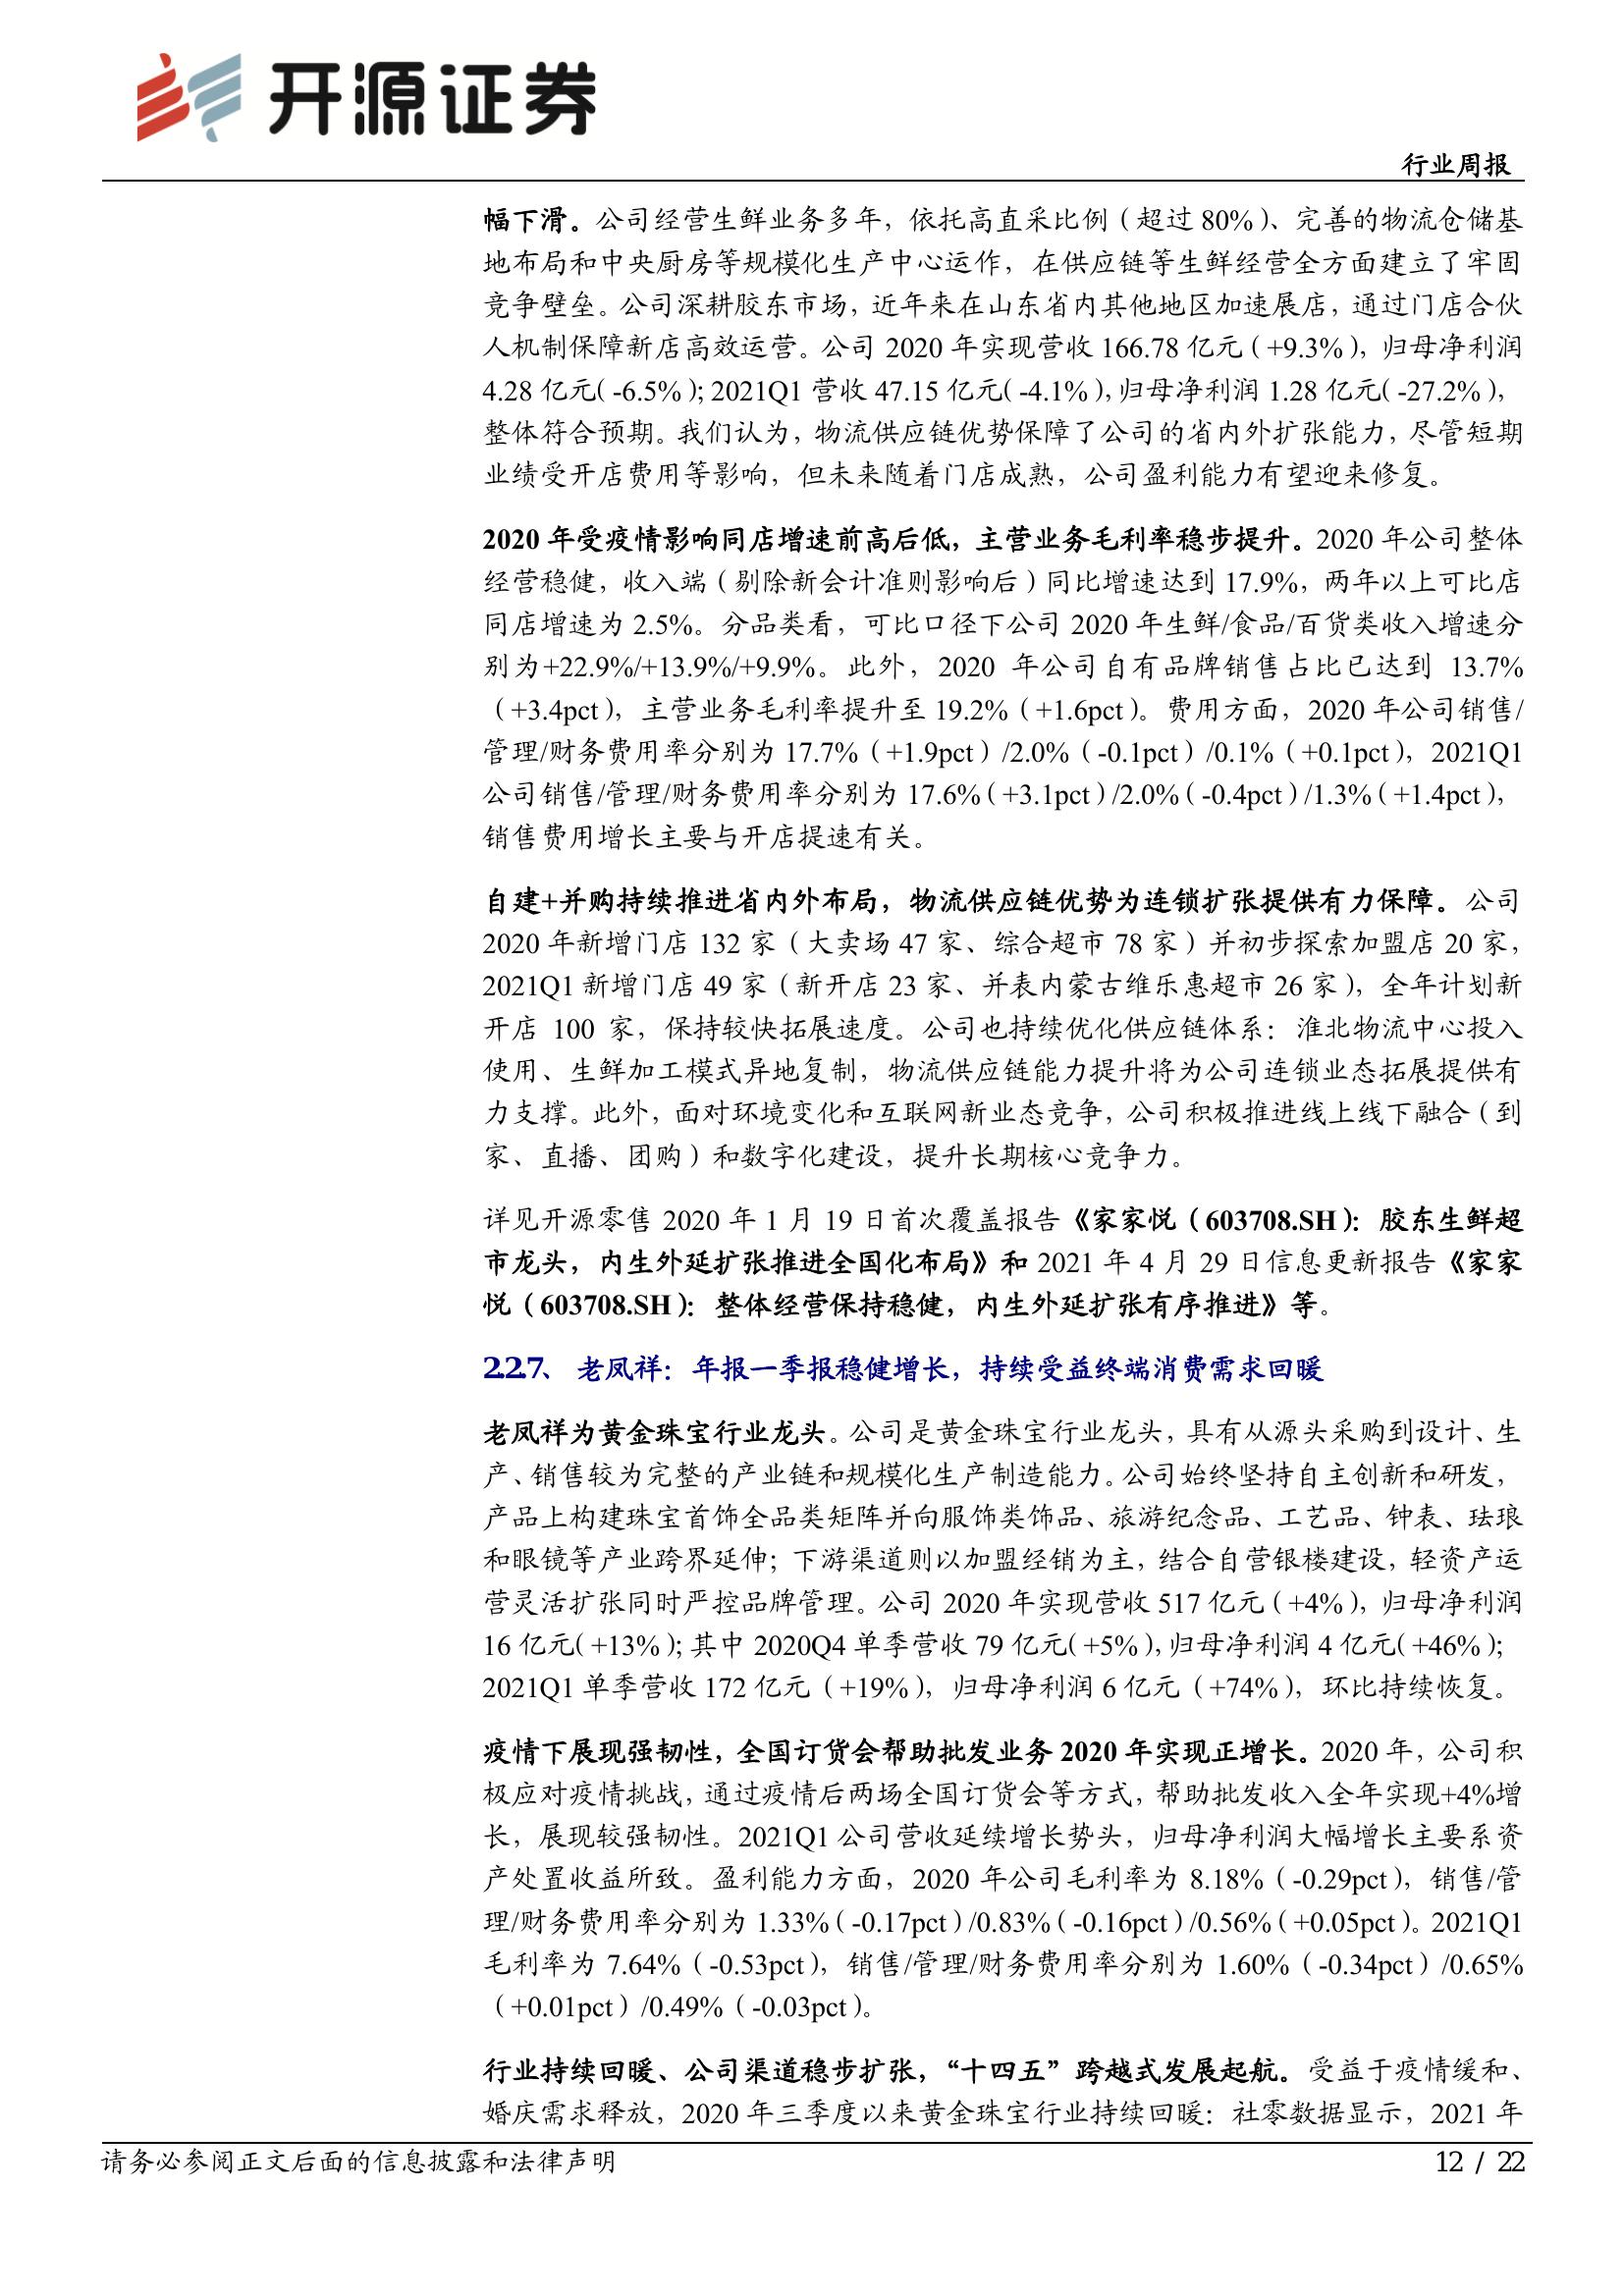 开源证券
行业周报
幅下滑。公司经营生鲜业务多年，依托高直采比例（超过 80%）、完善的物流仓储基
地布局和中央厨房等规模化生产中心运作，在供应链等生鲜经营全方面建立了牢固
竞争壁垒。公司深耕胶东市场，近年来在山东省内其他地区加速展店，通过门店合伙
人机制保障新店高效运营。公司 2020 年实现营收 166.78 亿元（+9.3%），归母净利润
4.28 亿元（-6.5%）；2021Q1 营收 47.15 亿元（-4.1%），归母净利润 1.28 亿元（-27.2%），
整体符合预期。我们认为，物流供应链优势保障了公司的省内外扩张能力，尽管短期
业绩受开店费用等影响，但未来随着门店成熟，公司盈利能力有望迎来修复。
2020 年受疫情影响同店增速前高后低，主营业务毛利率稳步提升。2020 年公司整体
经营稳健，收入端（剔除新会计准则影响后）同比增速达到 17.9%，两年以上可比店
同店增速为 2.5%。分品类看，可比口径下公司 2020 年生鲜/食品/百货类收入增速分
别为+22.9%/+13.9%/+9.9%。此外，2020 年公司自有品牌销售占比已达到 13.7%
（+3.4pct），主营业务毛利率提升至 19.2%（+1.6pct）。费用方面，2020 年公司销售/
管理/财务费用率分别为 17.7%（+1.9pct）/2.0%（-0.1pct）/0.1%（+0.1pct），2021Q1
公司销售/管理/财务费用率分别为 17.6%（+3.1pct）/2.0%（-0.4pct）/1.3%（+1.4pct），
销售费用增长主要与开店提速有关。
自建+并购持续推进省内外布局，物流供应链优势为连锁扩张提供有力保障。公司
2020 年新增门店 132 家（大卖场 47 家、综合超市 78 家）并初步探索加盟店 20 家，
2021Q1 新增门店 49 家（新开店 23 家、并表内蒙古维乐惠超市 26 家），全年计划新
开店 100 家，保持较快拓展速度。公司也持续优化供应链体系：淮北物流中心投入
使用、生鲜加工模式异地复制，物流供应链能力提升将为公司连锁业态拓展提供有
力支撑。此外，面对环境变化和互联网新业态竞争，公司积极推进线上线下融合（到
家、直播、团购）和数字化建设，提升长期核心竞争力。
详见开源零售 2020 年 1 月 19 日首次覆盖报告《家家悦（603708.SH）：胶东生鲜超
市龙头，内生外延扩张推进全国化布局》和 2021 年 4 月 29 日信息更新报告《家家
悦（603708.SH）：整体经营保持稳健，内生外延扩张有序推进》等。
2.2.7、 老凤祥：年报一季报稳健增长，持续受益终端消费需求回暖
老凤祥为黄金珠宝行业龙头。公司是黄金珠宝行业龙头，具有从源头采购到设计、生
产、销售较为完整的产业链和规模化生产制造能力。公司始终坚持自主创新和研发，
产品上构建珠宝首饰全品类矩阵并向服饰类饰品、旅游纪念品、工艺品、钟表、珐琅
和眼镜等产业跨界延伸；下游渠道则以加盟经销为主，结合自营银楼建设，轻资产运
营灵活扩张同时严控品牌管理。公司 2020 年实现营收 517 亿元（+4%），归母净利润
16 亿元（+13%）；其中 2020Q4 单季营收 79 亿元（+5%），归母净利润 4 亿元（+46%）；
2021Q1 单季营收 172 亿元（+19%），归母净利润 6 亿元（+74%），环比持续恢复。
疫情下展现强韧性，全国订货会帮助批发业务 2020 年实现正增长。2020 年，公司积
极应对疫情挑战，通过疫情后两场全国订货会等方式，帮助批发收入全年实现+4%增
长，展现较强韧性。2021Q1 公司营收延续增长势头，归母净利润大幅增长主要系资
产处置收益所致。盈利能力方面，2020 年公司毛利率为 8.18%（-0.29pct），销售/管
理/财务费用率分别为 1.33%（-0.17pct）/0.83%（-0.16pct）/0.56%（+0.05pct）。2021Q1
毛利率为 7.64%（-0.53pct），销售/管理/财务费用率分别为 1.60%（-0.34pct）/0.65%
（+0.01pct）/0.49%（-0.03pct）。
行业持续回暖、公司渠道稳步扩张，“十四五”跨越式发展起航。受益于疫情缓和、
婚庆需求释放，2020 年三季度以来黄金珠宝行业持续回暖：社零数据显示，2021 年
请务必参阅正文后面的信息披露和法律声明
12 / 22